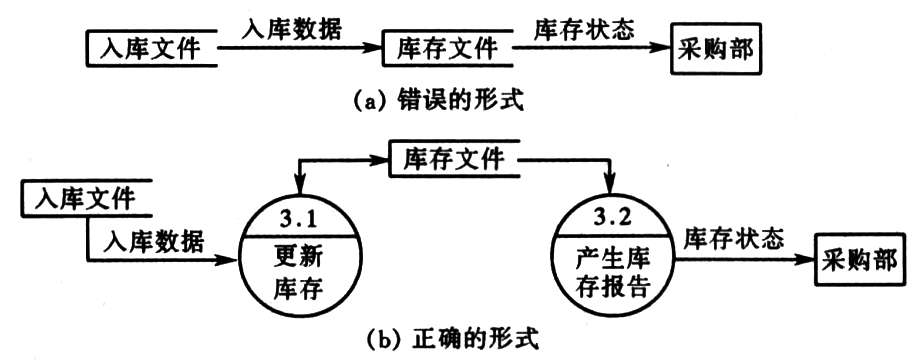 入库文件 入库数据 库存文件 库存状态 采购部
(a) 错误的形式
库存文件
入库文件
入库数据
3.1
更新
库存
3.2
产生库
存报告
库存状态
采购部
(b) 正确的形式